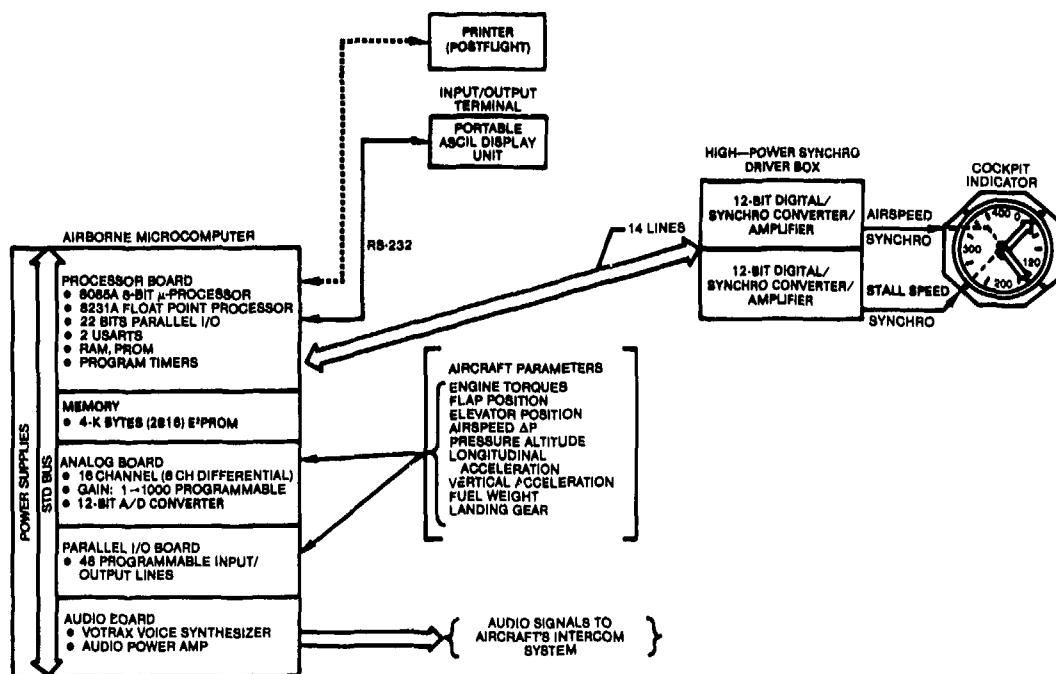 PRINTER
(POSTFLIGHT)
INPUT/OUTPUT
TERMINAL
PORTABLE
ASCIL DISPLAY
UNIT
RS-232
HIGH—POWER SYNCHRO
DRIVER BOX
12-BIT DIGITAL/
SYNCHRO CONVERTER/
AMPLIFIER
12-BIT DIGITAL/
SYNCHRO CONVERTER/
AMPLIFIER
14 LINES
AIRSPEED
SYNCHRO
STALL SPEED
SYNCHRO
COCKPIT
INDICATOR
400
0
300
120
200
AIRBORNE MICROCOMPUTER
POWER SUPPLIES
STD BUS
PROCESSOR BOARD
• 8085A 8-BIT μ-PROCESSOR
• 8231A FLOAT POINT PROCESSOR
• 22 BITS PARALLEL I/O
• 2 USARTS
• RAM, PROM
• PROGRAM TIMERS
MEMORY
• 4-K BYTES (2816) E²PROM
ANALOG BOARD
• 16 CHANNEL (8 CH DIFFERENTIAL)
• GAIN: 1→1000 PROGRAMMABLE
• 12-BIT A/D CONVERTER
PARALLEL I/O BOARD
• 48 PROGRAMMABLE INPUT/
OUTPUT LINES
AUDIO BOARD
• VOTRAX VOICE SYNTHESIZER
• AUDIO POWER AMP
AIRCRAFT PARAMETERS
ENGINE TORQUES
FLAP POSITION
ELEVATOR POSITION
AIRSPEED ΔP
PRESSURE ALTITUDE
LONGITUDINAL
ACCELERATION
VERTICAL ACCELERATION
FUEL WEIGHT
LANDING GEAR
AUDIO SIGNALS TO
AIRCRAFT'S INTERCOM
SYSTEM